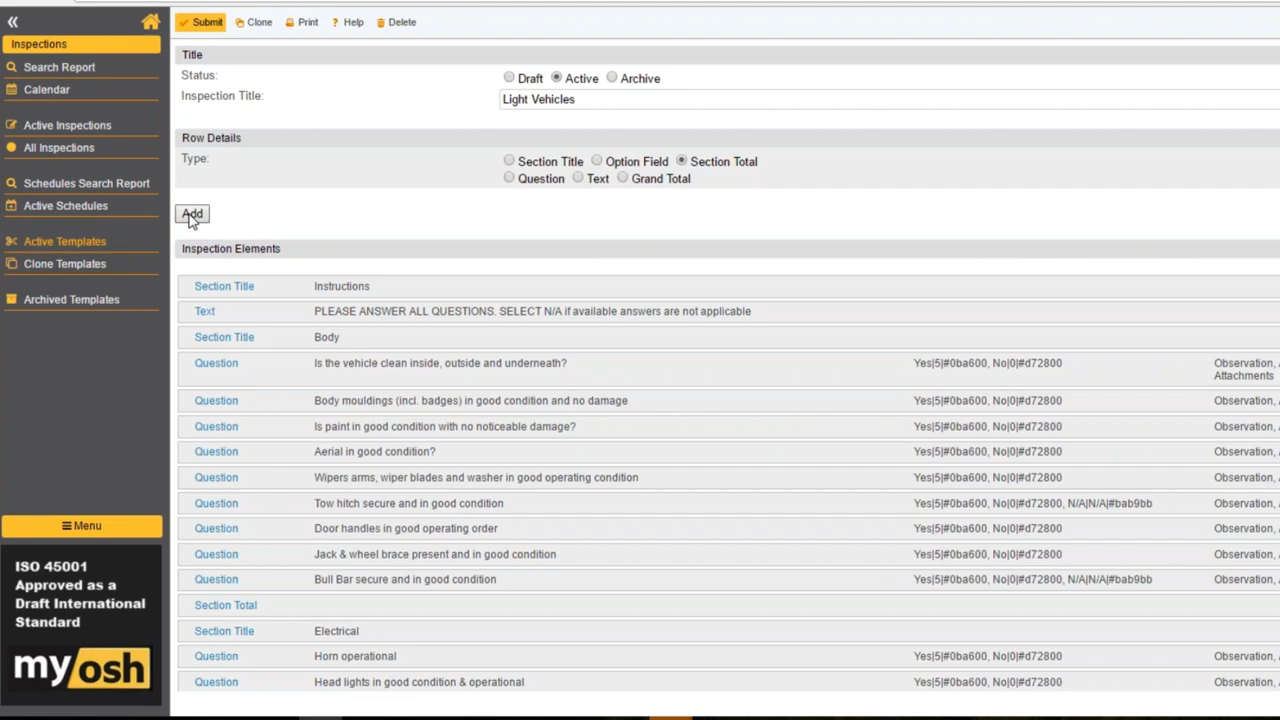 «
Submit Clone Print ? Help Delete
Inspections
Search Report
Calendar
Active Inspections
All Inspections
Schedules Search Report
Active Schedules
Active Templates
Clone Templates
Archived Templates
Menu
ISO 45001
Approved as a
Draft International
Standard
my osh
Title
Status: Draft Active Archive
Inspection Title: Light Vehicles
Row Details
Type: Section Title Option Field Section Total
Question Text Grand Total
Add
Inspection Elements
Section Title Instructions
Text PLEASE ANSWER ALL QUESTIONS. SELECT N/A if available answers are not applicable
Section Title Body
Question Is the vehicle clean inside, outside and underneath? Yes|5|#0ba600, No|0|#d72800 Observation,
Attachments
Question Body mouldings (incl. badges) in good condition and no damage Yes|5|#0ba600, No|0|#d72800 Observation,
Question Is paint in good condition with no noticeable damage? Yes|5|#0ba600, No|0|#d72800 Observation,
Question Aerial in good condition? Yes|5|#0ba600, No|0|#d72800 Observation,
Question Wipers arms, wiper blades and washer in good operating condition Yes|5|#0ba600, No|0|#d72800 Observation,
Question Tow hitch secure and in good condition Yes|5|#0ba600, No|0|#d72800, N/A|N/A|#bab9bb Observation,
Question Door handles in good operating order Yes|5|#0ba600, No|0|#d72800 Observation,
Question Jack & wheel brace present and in good condition Yes|5|#0ba600, No|0|#d72800 Observation,
Question Bull Bar secure and in good condition Yes|5|#0ba600, No|0|#d72800, N/A|N/A|#bab9bb Observation,
Section Total
Section Title Electrical
Question Horn operational Yes|5|#0ba600, No|0|#d72800 Observation,
Question Head lights in good condition & operational Yes|5|#0ba600, No|0|#d72800 Observation,